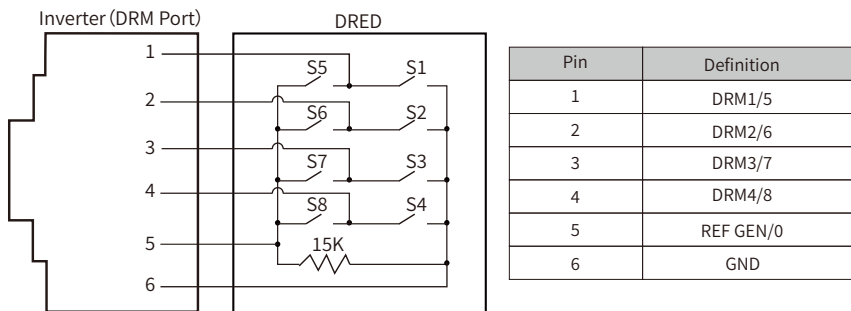 Inverter (DRM Port)
DRED
1
S5
S1
2
S6
S2
3
S7
S3
4
S8
S4
5
15K
6
Pin Definition
1 DRM1/5
2 DRM2/6
3 DRM3/7
4 DRM4/8
5 REF GEN/0
6 GND